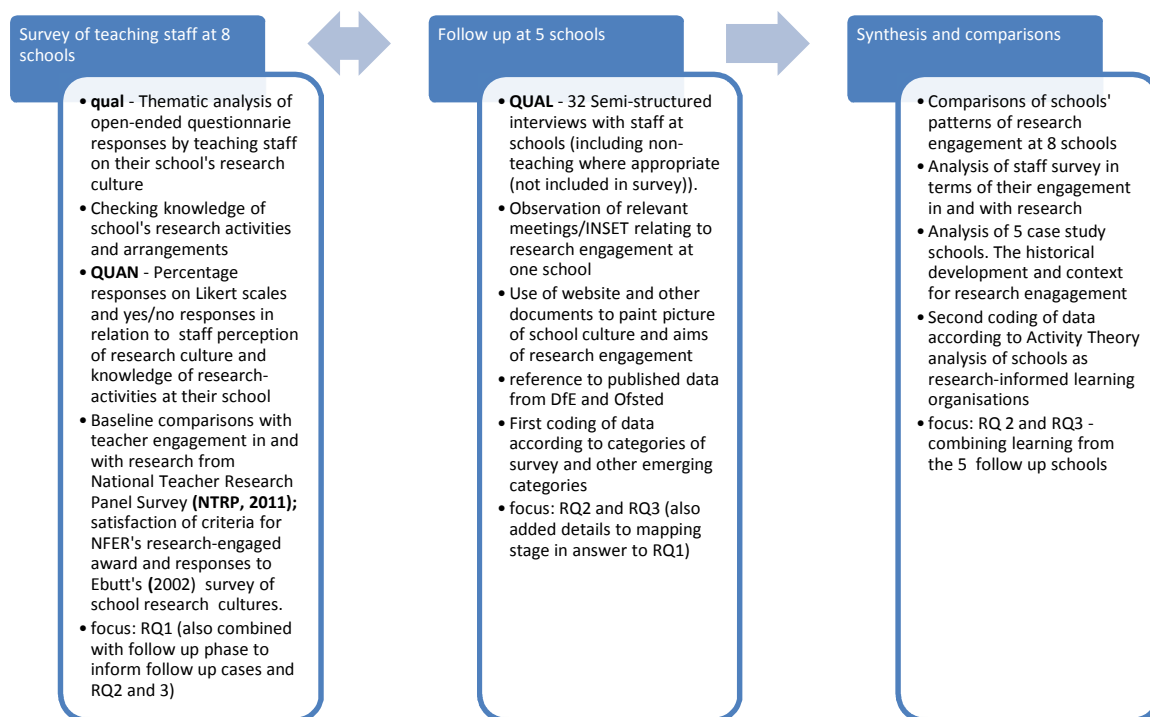 Survey of teaching staff at 8
schools
• qual - Thematic analysis of
open-ended questionnarie
responses by teaching staff
on their school's research
culture
• Checking knowledge of
school's research activities
and arrangements
• QUAN - Percentage
responses on Likert scales
and yes/no responses in
relation to staff perception
of research culture and
knowledge of research-
activities at their school
• Baseline comparisons with
teacher engagement in and
with research from
National Teacher Research
Panel Survey (NTRP, 2011);
satisfaction of criteria for
NFER's research-engaged
award and responses to
Ebutt's (2002) survey of
school research cultures.
• focus: RQ1 (also combined
with follow up phase to
inform follow up cases and
RQ2 and 3)
Follow up at 5 schools
• QUAL - 32 Semi-structured
interviews with staff at
schools (including non-
teaching where appropriate
(not included in survey)).
• Observation of relevant
meetings/INSET relating to
research engagement at
one school
• Use of website and other
documents to paint picture
of school culture and aims
of research engagement
• reference to published data
from DfE and Ofsted
• First coding of data
according to categories of
survey and other emerging
categories
• focus: RQ2 and RQ3 (also
added details to mapping
stage in answer to RQ1)
Synthesis and comparisons
• Comparisons of schools'
patterns of research
engagement at 8 schools
• Analysis of staff survey in
terms of their engagement
in and with research
• Analysis of 5 case study
schools. The historical
development and context
for research enagagement
• Second coding of data
according to Activity Theory
analysis of schools as
research-informed learning
organisations
• focus: RQ 2 and RQ3 -
combining learning from
the 5 follow up schools